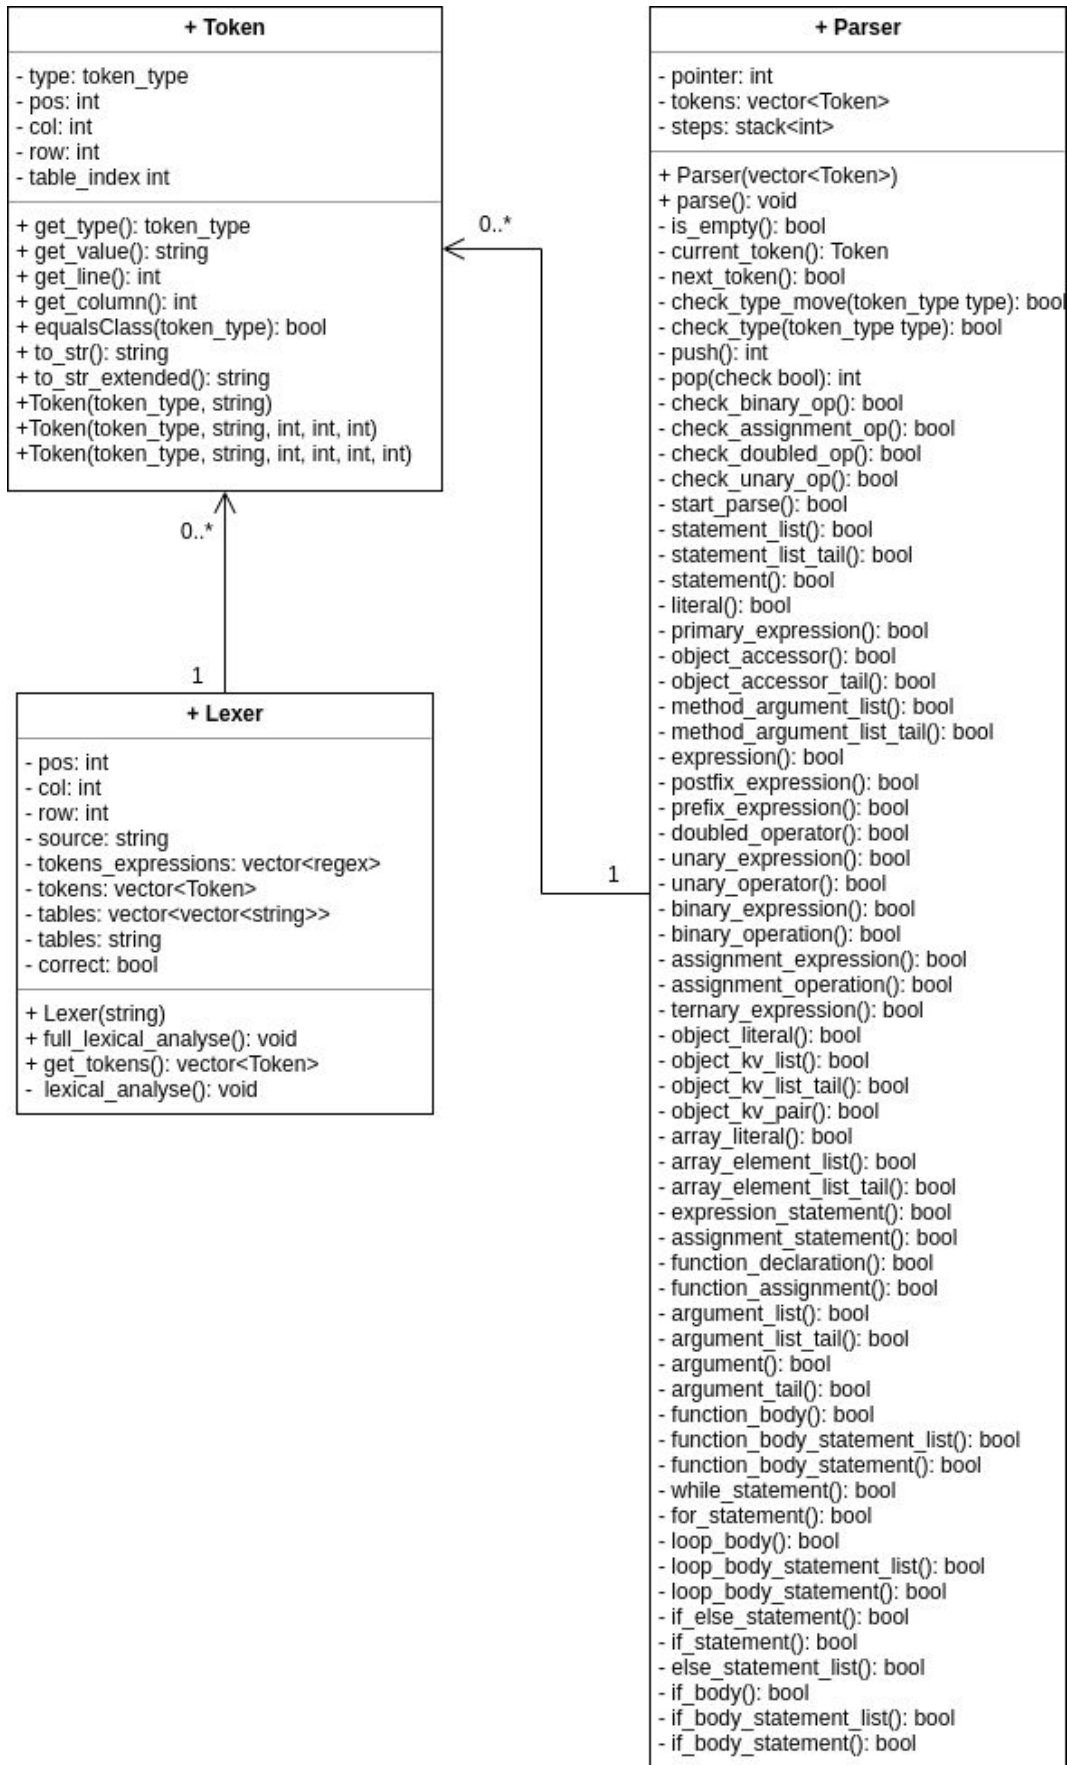 + Token
- type: token_type
- pos: int
- col: int
- row: int
- table_index int
+ get_type(): token_type
+ get_value(): string
+ get_line(): int
+ get_column(): int
+ equalsClass(token_type): bool
+ to_str(): string
+ to_str_extended(): string
+Token(token_type, string)
+Token(token_type, string, int, int, int)
+Token(token_type, string, int, int, int, int)
0..*
1
+ Lexer
- pos: int
- col: int
- row: int
- source: string
- tokens_expressions: vector<regex>
- tokens: vector<Token>
- tables: vector<vector<string>>
- tables: string
- correct: bool
+ Lexer(string)
+ full_lexical_analyse(): void
+ get_tokens(): vector<Token>
- lexical_analyse(): void
0..*
1
+ Parser
- pointer: int
- tokens: vector<Token>
- steps: stack<int>
+ Parser(vector<Token>)
+ parse(): void
- is_empty(): bool
- current_token(): Token
- next_token(): bool
- check_type_move(token_type type): bool
- check_type(token_type type): bool
- push(): int
- pop(check bool): int
- check_binary_op(): bool
- check_assignment_op(): bool
- check_doubled_op(): bool
- check_unary_op(): bool
- start_parse(): bool
- statement_list(): bool
- statement_list_tail(): bool
- statement(): bool
- literal(): bool
- primary_expression(): bool
- object_accessor(): bool
- object_accessor_tail(): bool
- method_argument_list(): bool
- method_argument_list_tail(): bool
- expression(): bool
- postfix_expression(): bool
- prefix_expression(): bool
- doubled_operator(): bool
- unary_expression(): bool
- unary_operator(): bool
- binary_expression(): bool
- binary_operation(): bool
- assignment_expression(): bool
- assignment_operation(): bool
- ternary_expression(): bool
- object_literal(): bool
- object_kv_list(): bool
- object_kv_list_tail(): bool
- object_kv_pair(): bool
- array_literal(): bool
- array_element_list(): bool
- array_element_list_tail(): bool
- expression_statement(): bool
- assignment_statement(): bool
- function_declaration(): bool
- function_assignment(): bool
- argument_list(): bool
- argument_list_tail(): bool
- argument(): bool
- argument_tail(): bool
- function_body(): bool
- function_body_statement_list(): bool
- function_body_statement(): bool
- while_statement(): bool
- for_statement(): bool
- loop_body(): bool
- loop_body_statement_list(): bool
- loop_body_statement(): bool
- if_else_statement(): bool
- if_statement(): bool
- else_statement_list(): bool
- if_body(): bool
- if_body_statement_list(): bool
- if_body_statement(): bool